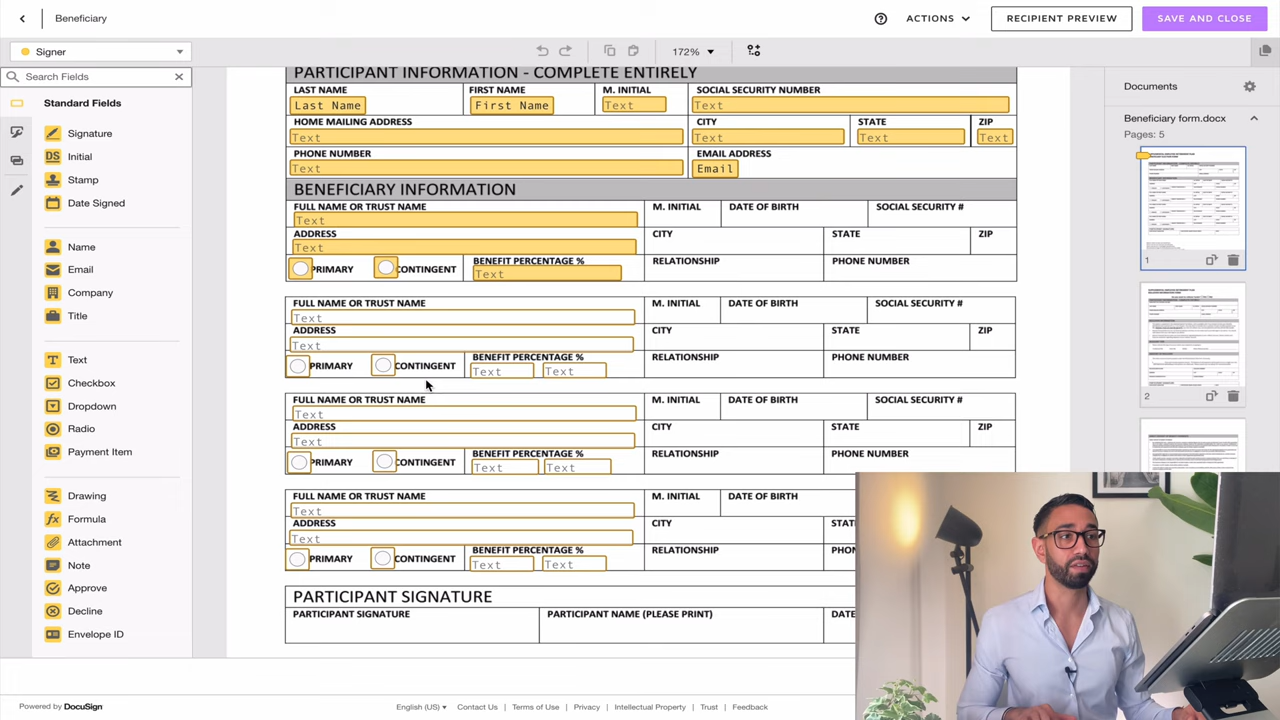 Beneficiary
ACTIONS
RECIPIENT PREVIEW
SAVE AND CLOSE
Signer
172%
Search Fields
Standard Fields
Signature
DS Initial
Stamp
Date Signed
Name
Email
Company
Title
Text
Checkbox
Dropdown
Radio
Payment Item
Drawing
fx Formula
Attachment
Note
Approve
Decline
Envelope ID
PARTICIPANT INFORMATION - COMPLETE ENTIRELY
LAST NAME FIRST NAME M. INITIAL SOCIAL SECURITY NUMBER
Last Name First Name Text Text
HOME MAILING ADDRESS CITY STATE ZIP
Text Text Text Text
PHONE NUMBER EMAIL ADDRESS
Text Email
BENEFICIARY INFORMATION
FULL NAME OR TRUST NAME M. INITIAL DATE OF BIRTH SOCIAL SECURITY #
Text
ADDRESS CITY STATE ZIP
Text
PRIMARY CONTINGENT BENEFIT PERCENTAGE % RELATIONSHIP PHONE NUMBER
Text
FULL NAME OR TRUST NAME M. INITIAL DATE OF BIRTH SOCIAL SECURITY #
Text
ADDRESS CITY STATE ZIP
Text
PRIMARY CONTINGENT BENEFIT PERCENTAGE % RELATIONSHIP PHONE NUMBER
Text Text
FULL NAME OR TRUST NAME M. INITIAL DATE OF BIRTH SOCIAL SECURITY #
Text
ADDRESS CITY STATE ZIP
Text
PRIMARY CONTINGENT BENEFIT PERCENTAGE % RELATIONSHIP PHONE NUMBER
Text Text
FULL NAME OR TRUST NAME M. INITIAL DATE OF BIRTH
Text
ADDRESS CITY STAT
Text
PRIMARY CONTINGENT BENEFIT PERCENTAGE % RELATIONSHIP PHO
Text Text
PARTICIPANT SIGNATURE
PARTICIPANT SIGNATURE PARTICIPANT NAME (PLEASE PRINT) DATE
Documents
Beneficiary form.docx
Pages: 5
1
2
Powered by DocuSign
English (US) Contact Us Terms of Use Privacy Intellectual Property Trust Feedback